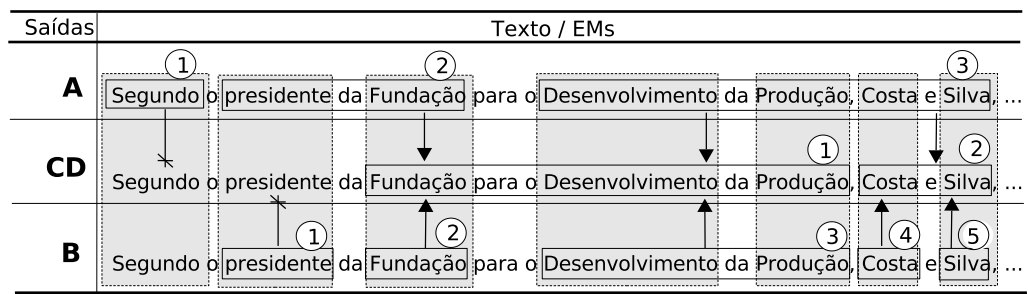 Saídas Texto / EMs
1 2 3
A Segundo o presidente da Fundação para o Desenvolvimento da Produção, Costa e Silva, ...
1 2
CD Segundo o presidente da Fundação para o Desenvolvimento da Produção, Costa e Silva, ...
1 2 3 4 5
B Segundo o presidente da Fundação para o Desenvolvimento da Produção, Costa e Silva, ...